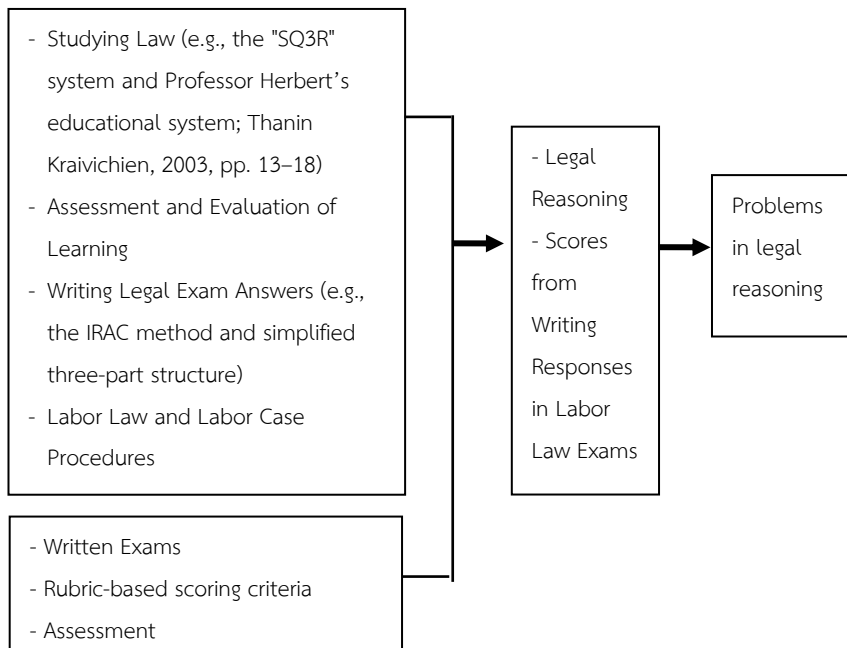 - Studying Law (e.g., the "SQ3R"
system and Professor Herbert’s
educational system; Thanin
Kraivichien, 2003, pp. 13–18)
- Assessment and Evaluation of
Learning
- Writing Legal Exam Answers (e.g.,
the IRAC method and simplified
three-part structure)
- Labor Law and Labor Case
Procedures
- Written Exams
- Rubric-based scoring criteria
- Assessment
- Legal
Reasoning
- Scores
from
Writing
Responses
in Labor
Law Exams
Problems
in legal
reasoning